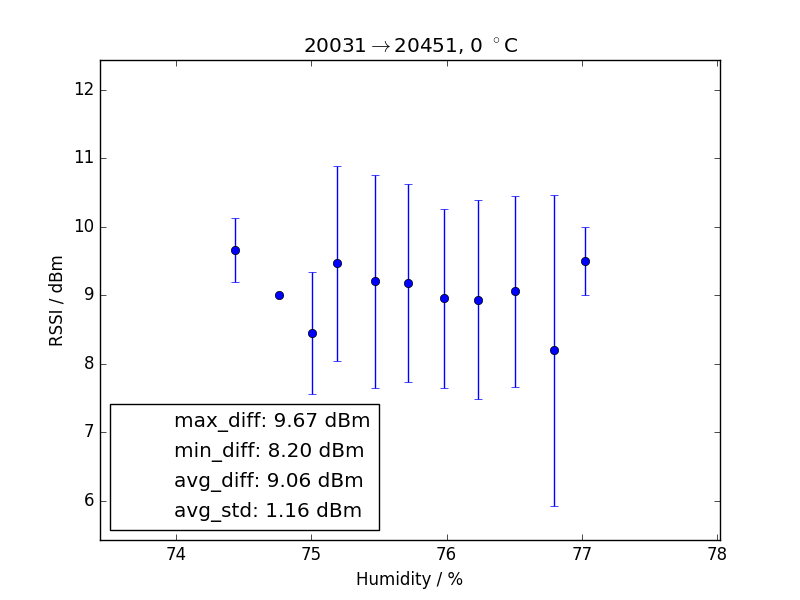 20031→20451, 0 °C
12
11
10
9
8
7
6
RSSI / dBm
max_diff: 9.67 dBm
min_diff: 8.20 dBm
avg_diff: 9.06 dBm
avg_std: 1.16 dBm
74 75 76 77 78
Humidity / %